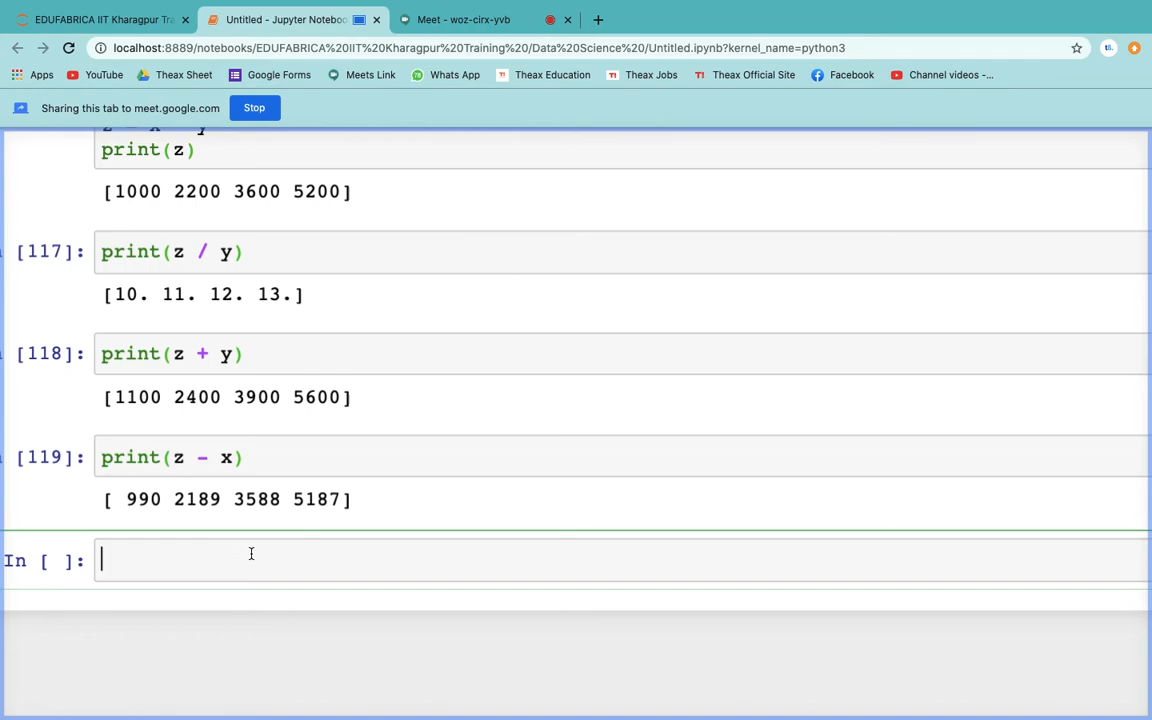 EDUFABRICA IIT Kharagpur Tra
Untitled - Jupyter Noteboo
Meet - woz-cirx-yvb
localhost:8889/notebooks/EDUFABRICA%20IIT%20Kharagpur%20Training%20/Data%20Science%20/Untitled.ipynb?kernel_name=python3
Apps
YouTube
Theax Sheet
Google Forms
Meets Link
Whats App
Theax Education
Theax Jobs
Theax Official Site
Facebook
Channel videos -...
Sharing this tab to meet.google.com
Stop
print(z)
[1000 2200 3600 5200]
[117]: print(z / y)
[10. 11. 12. 13.]
[118]: print(z + y)
[1100 2400 3900 5600]
[119]: print(z - x)
[ 990 2189 3588 5187]
In [ ]: